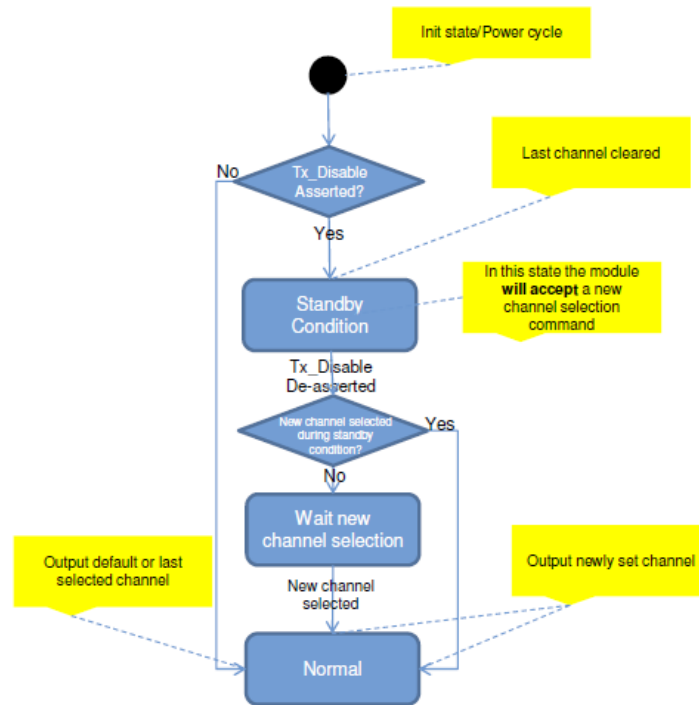 Init state/Power cycle
Last channel cleared
Tx_Disable
Asserted?
No
Yes
Standby
Condition
In this state the module
will accept a new
channel selection
command
Tx_Disable
De-asserted
New channel selected
during standby
condition?
Yes
No
Wait new
channel selection
Output default or last
selected channel
Output newly set channel
New channel
selected
Normal